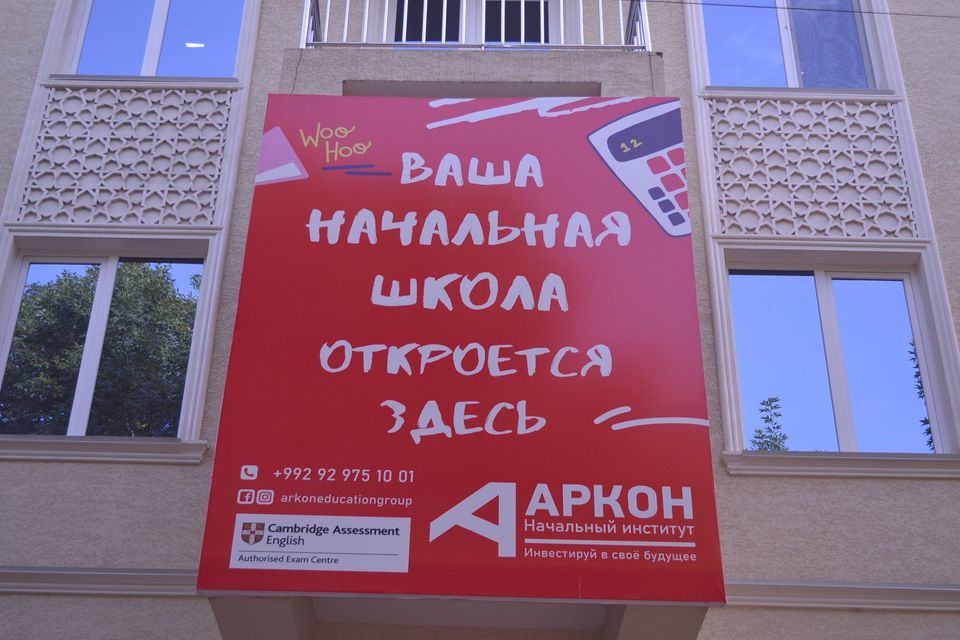 Woo
Hoo
12
ВАША
НАЧАЛЬНАЯ
ШКОЛА
ОТКРОЕТСЯ
ЗДЕСЬ
+992 92 975 10 01
arkoneducationgroup
Cambridge Assessment
English
Authorised Exam Centre
АРКОН
Начальный институт
Инвестируй в своё будущее